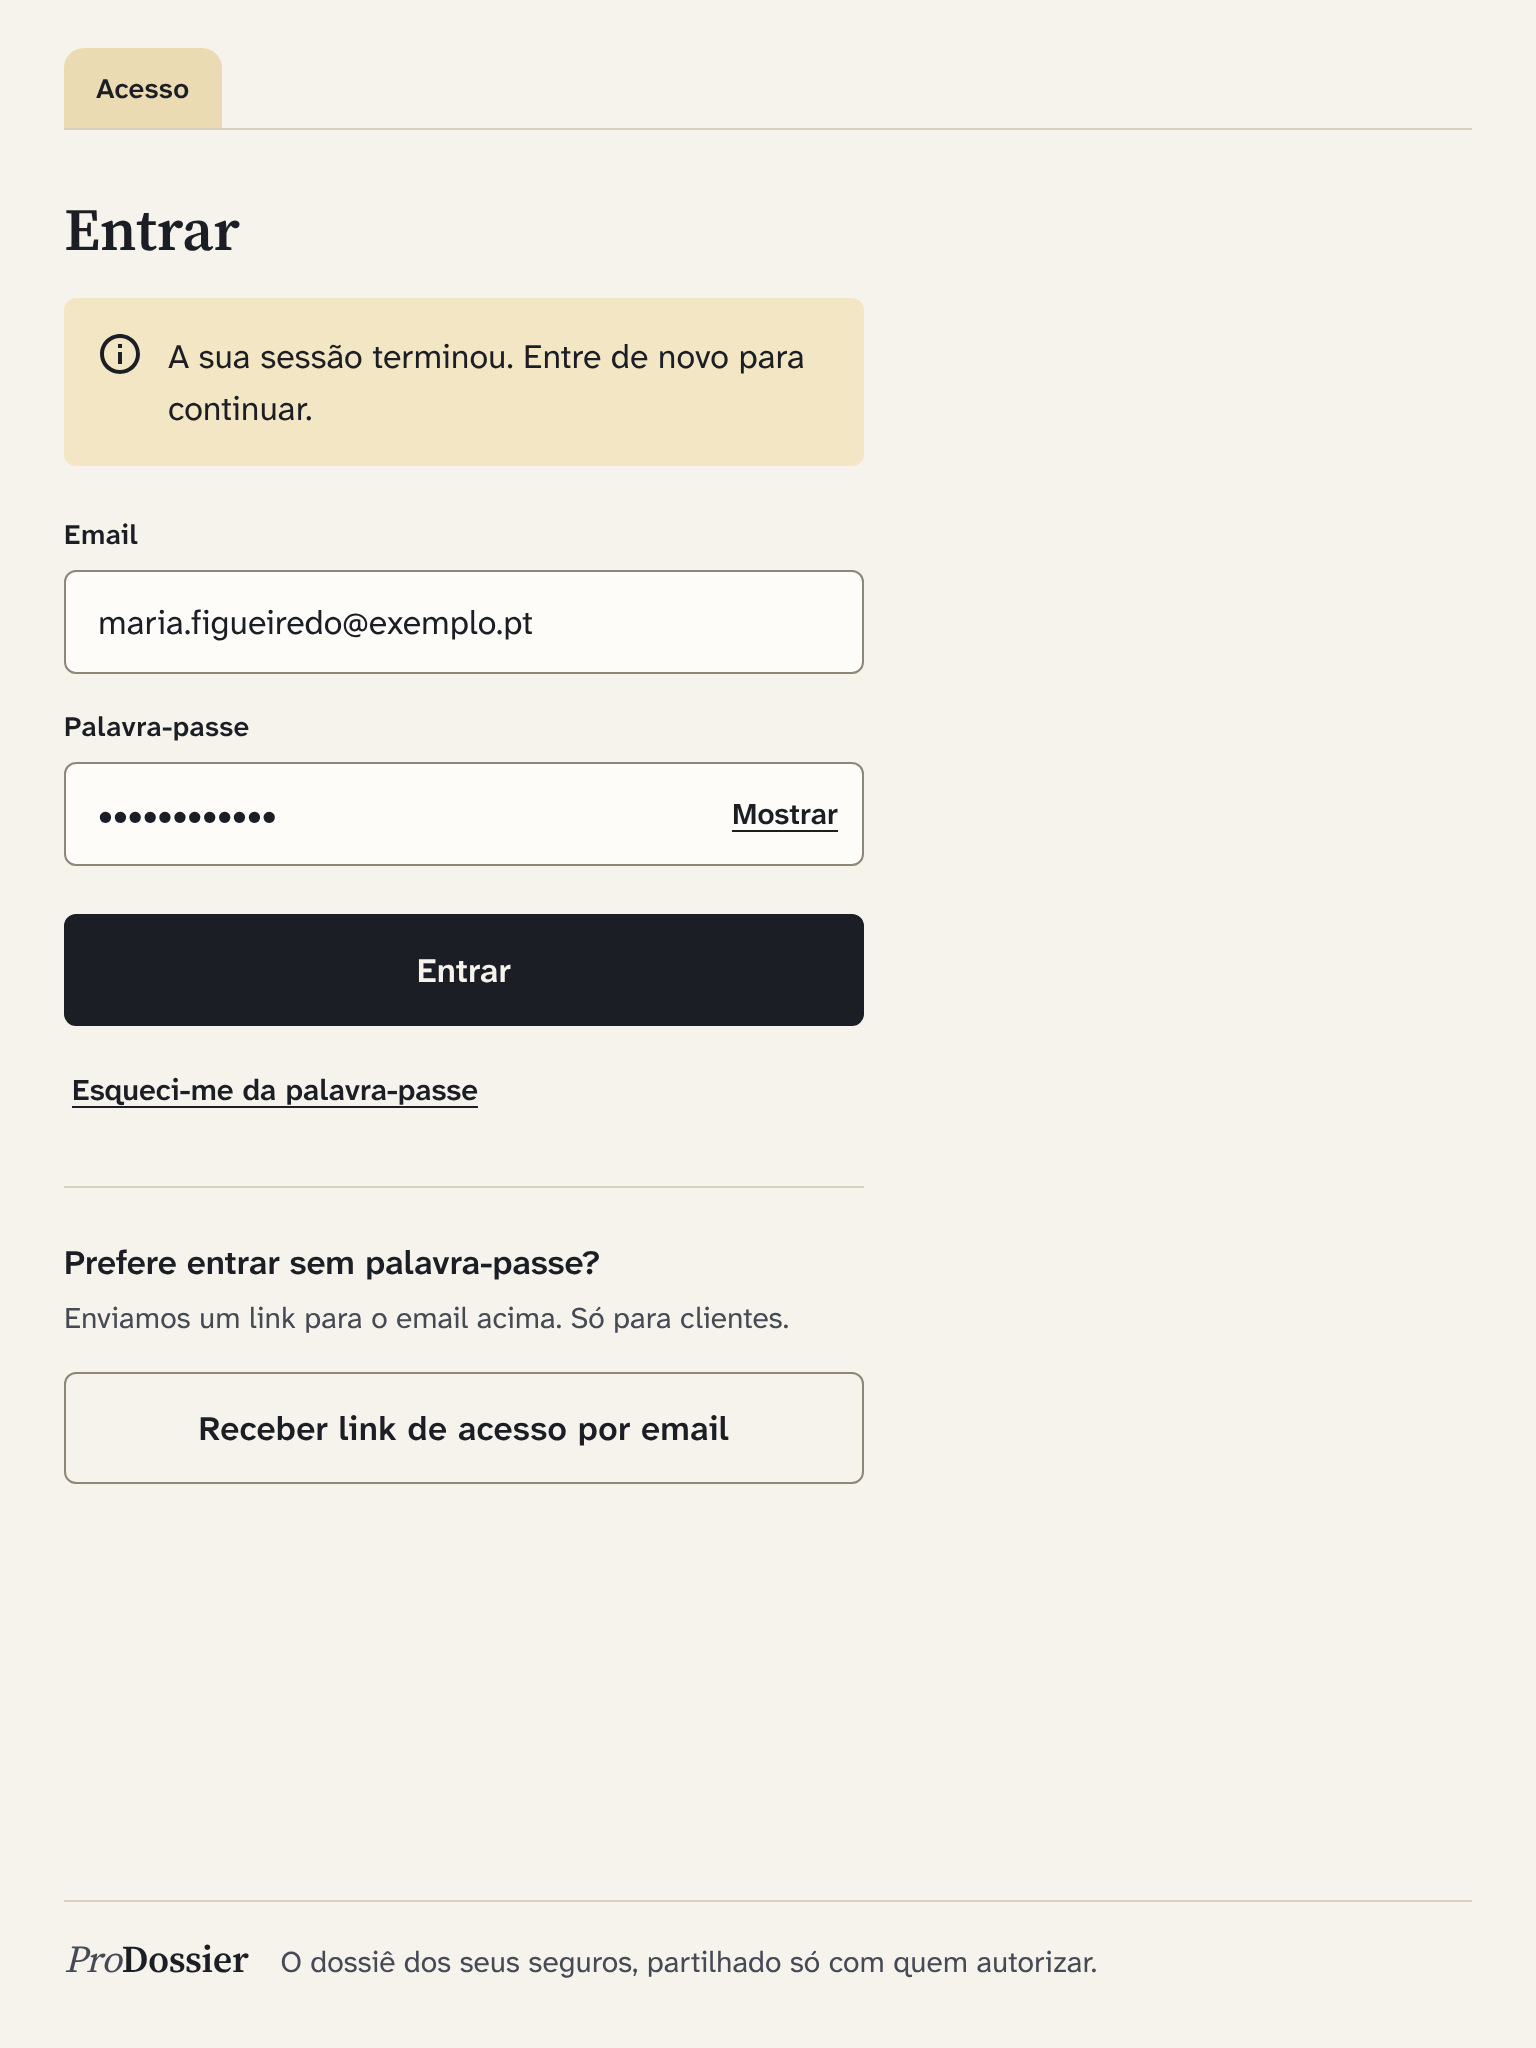 Acesso
Entrar
A sua sessão terminou. Entre de novo para
continuar.
Email
maria.figueiredo@exemplo.pt
Palavra-passe
••••••••••••
Mostrar
Entrar
Esqueci-me da palavra-passe
Prefere entrar sem palavra-passe?
Enviamos um link para o email acima. Só para clientes.
Receber link de acesso por email
ProDossier O dossiê dos seus seguros, partilhado só com quem autorizar.